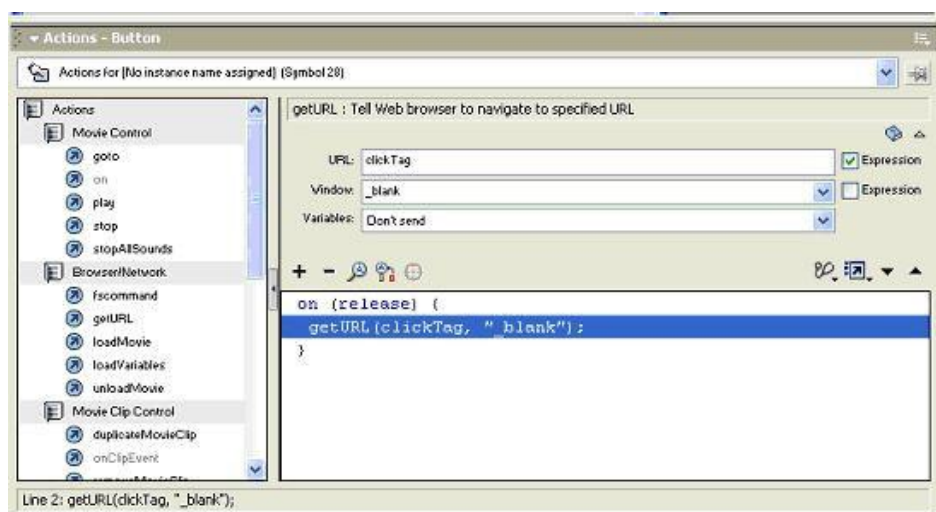 Actions - Button
Actions for [No instance name assigned] (Symbol 28)
Actions
Movie Control
goto
on
play
stop
stopAllSounds
Browser/Network
fscommand
getURL
loadMovie
loadVariables
unloadMovie
Movie Clip Control
duplicateMovieClip
onClipEvent
getURL : Tell Web browser to navigate to specified URL
URL: clickTag Expression
Window: _blank Expression
Variables: Don't send
on (release) {
getURL(clickTag, "_blank");
}
Line 2: getURL(clickTag, "_blank");